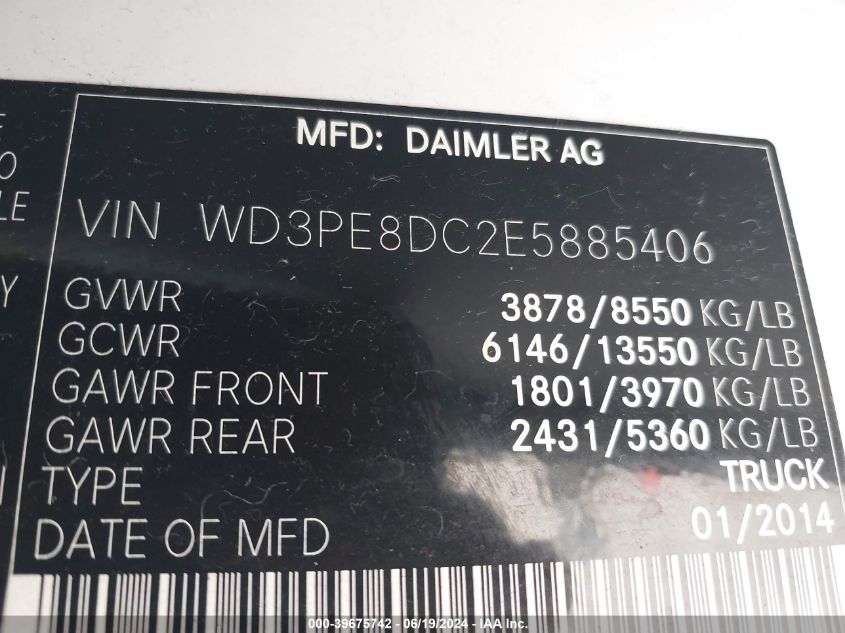 MFD: DAIMLER AG
LE
VIN WD3PE8DC2E5885406
Y
GVWR 3878/8550 KG/LB
GCWR 6146/13550 KG/LB
GAWR FRONT 1801/3970 KG/LB
GAWR REAR 2431/5360 KG/LB
TYPE TRUCK
DATE OF MFD 01/2014
000-39675742 - 06/19/2024 - IAA Inc.